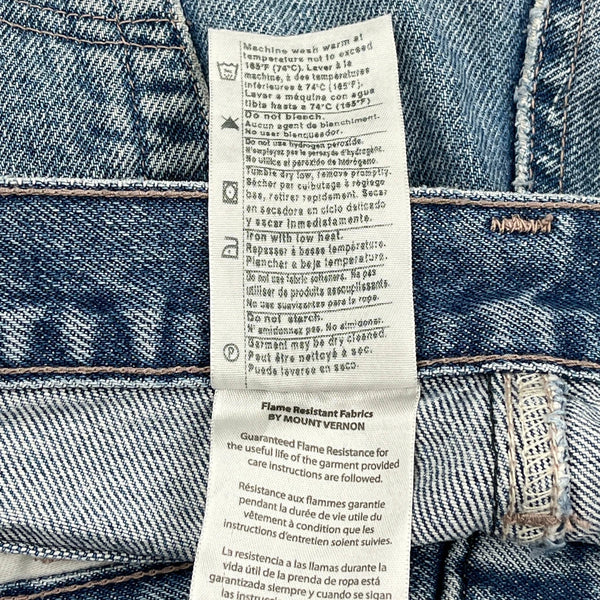 Machine wash warm at
temperature not to exceed
165°F (74°C). Laver à la
machine, à des températures
inférieures à 74°C (165°F).
Lavar a máquina con agua
tibia hasta a 74°C (165°F)
Do not bleach.
Aucun agent de blanchiment.
No usar blanqueador.
Do not use hydrogen peroxide.
N'employez pas le peroxyde d'hydrogène.
No utilice al peróxido de hidrógeno.
Tumble dry low, remove promptly.
Sécher par culbutage à réglage
bas, retirer rapidement. Secar
en secadora en ciclo delicado
y sacar inmediatamente.
Iron with low heat.
Repasser à basse température.
Planchar a baja temperatura.
Do not use fabric softeners. Ne pas
utiliser de produits assouplissants.
No use suavizantes para la ropa.
Do not starch.
N'amidonnez pas. No almidonar.
Garment may be dry cleaned.
Peut être nettoyé à sec.
Puede laverse en seco.
P
Flame Resistant Fabrics
BY MOUNT VERNON
Guaranteed Flame Resistance for
the useful life of the garment provided
care instructions are followed.
Résistance aux flammes garantie
pendant la durée de vie utile du
vêtement à condition que les
instructions d'entretien soient suivies.
La resistencia a las llamas durante la
vida útil de la prenda de ropa está
garantizada siempre y cuando se sigan